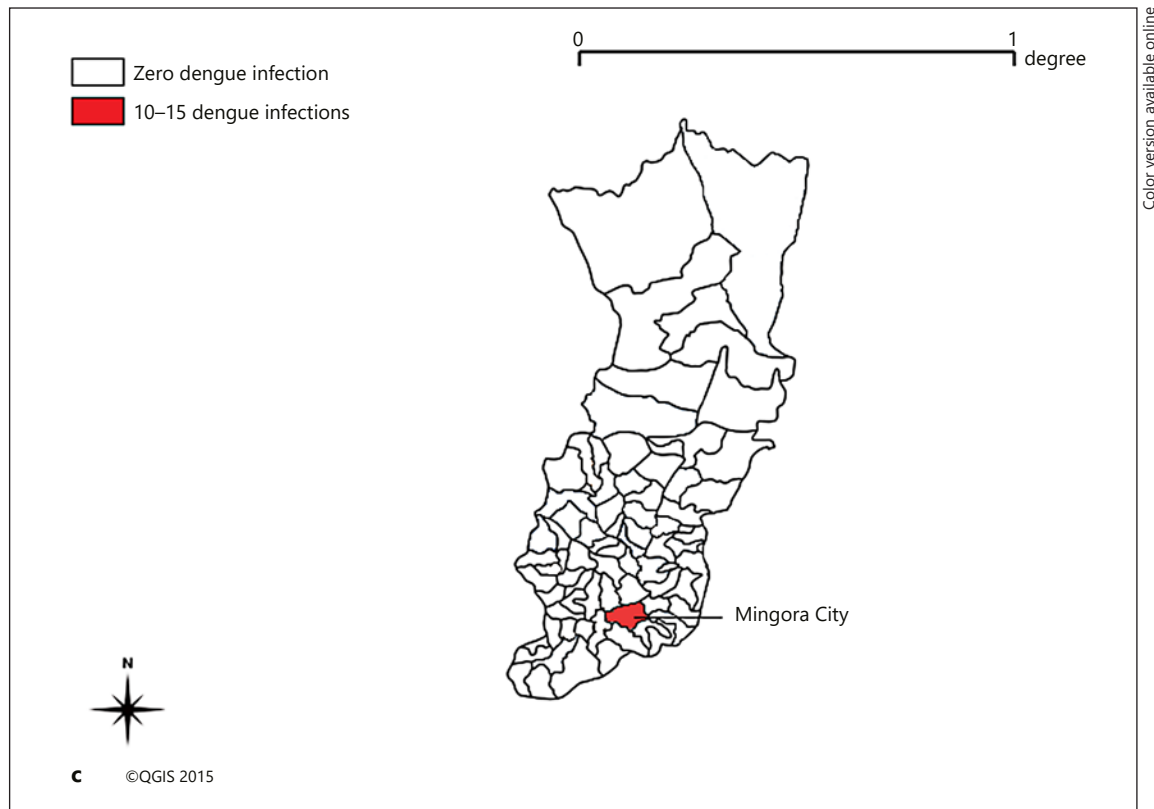 0 1
degree
Zero dengue infection
10–15 dengue infections
Mingora City
N
C ©QGIS 2015
Color version available online